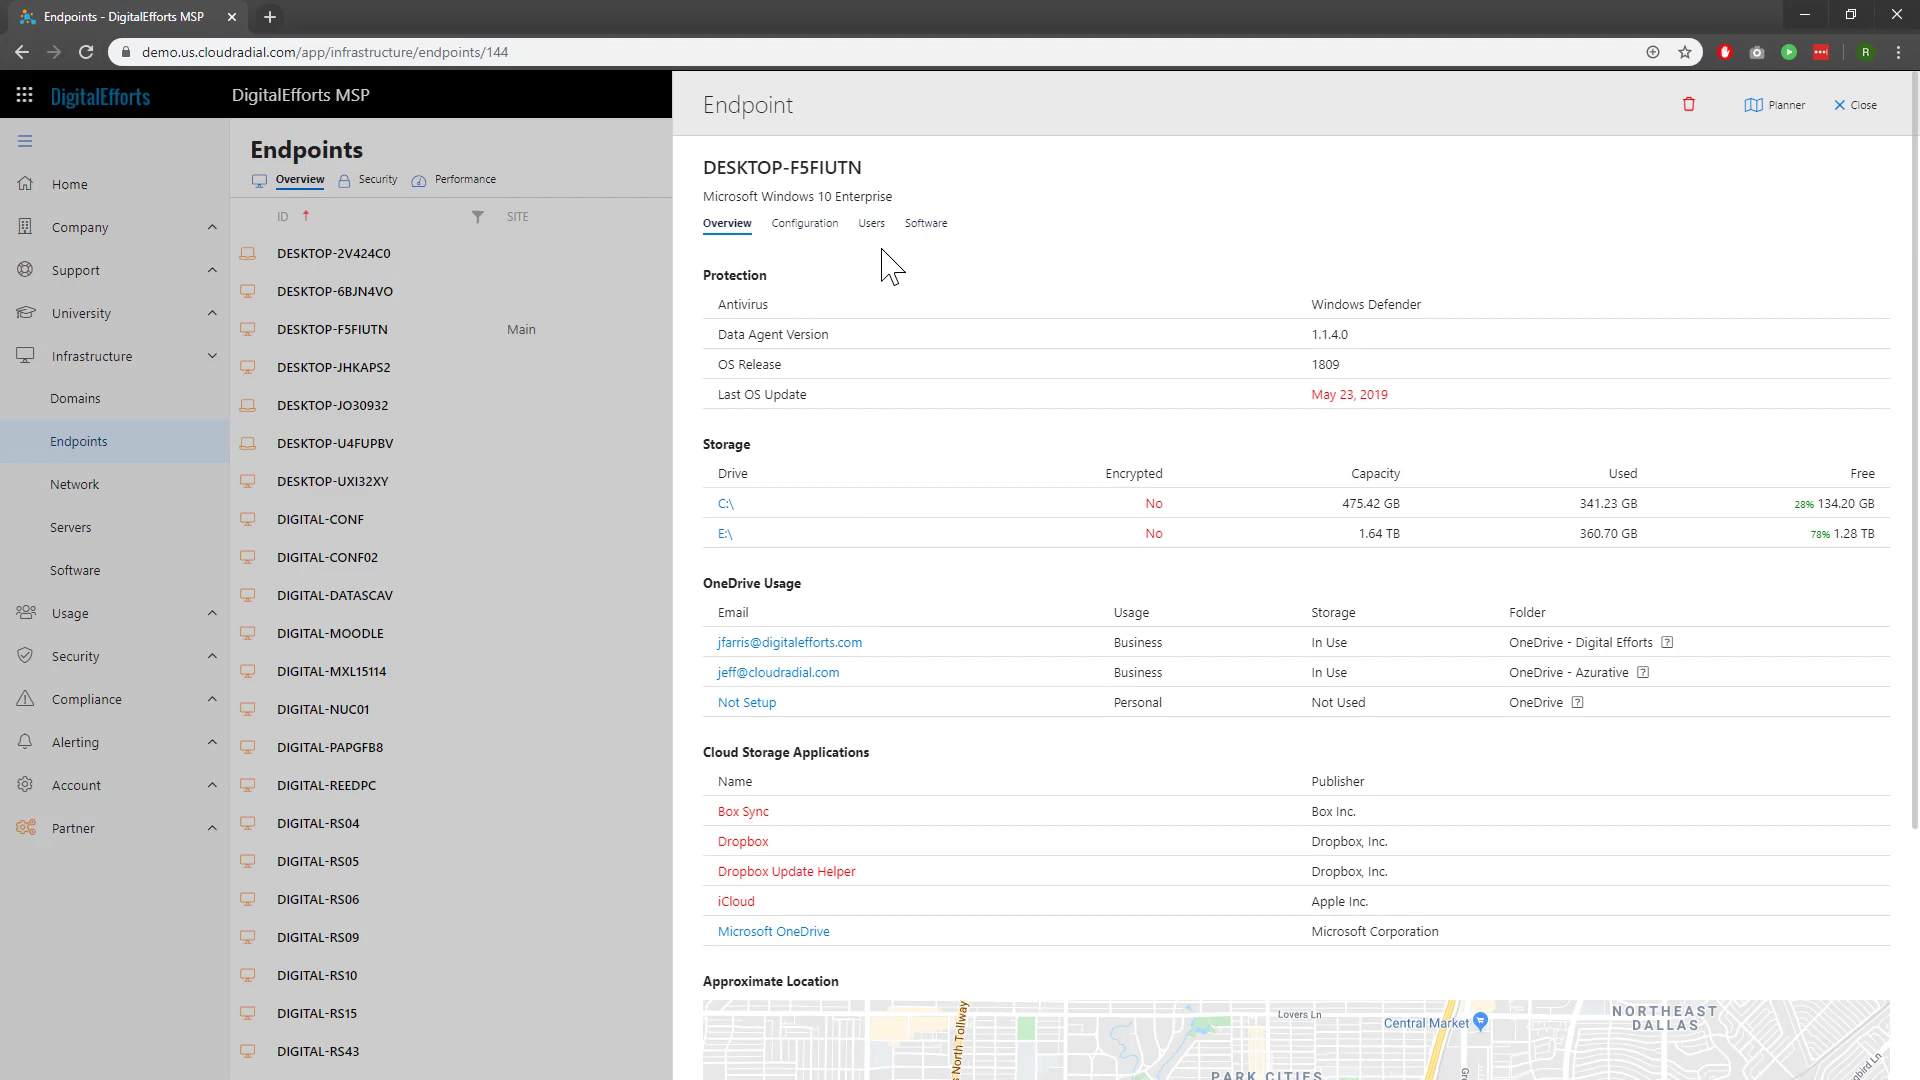 Endpoints - DigitalEfforts MSP
demo.us.cloudradial.com/app/infrastructure/endpoints/144
R
DigitalEfforts
DigitalEfforts MSP
Home
Company
Support
University
Infrastructure
Domains
Endpoints
Network
Servers
Software
Usage
Security
Compliance
Alerting
Account
Partner
Endpoints
Overview Security Performance
ID SITE
DESKTOP-2V424C0
DESKTOP-6BJN4VO
DESKTOP-F5FIUTN Main
DESKTOP-JHKAPS2
DESKTOP-JO30932
DESKTOP-U4FUPBV
DESKTOP-UXI32XY
DIGITAL-CONF
DIGITAL-CONF02
DIGITAL-DATASCAV
DIGITAL-MOODLE
DIGITAL-MXL15114
DIGITAL-NUC01
DIGITAL-PAPGFB8
DIGITAL-REEDPC
DIGITAL-RS04
DIGITAL-RS05
DIGITAL-RS06
DIGITAL-RS09
DIGITAL-RS10
DIGITAL-RS15
DIGITAL-RS43
Endpoint
Planner
Close
DESKTOP-F5FIUTN
Microsoft Windows 10 Enterprise
Overview Configuration Users Software
Protection
Antivirus Windows Defender
Data Agent Version 1.1.4.0
OS Release 1809
Last OS Update May 23, 2019
Storage
Drive Encrypted Capacity Used Free
C:\ No 475.42 GB 341.23 GB 28% 134.20 GB
E:\ No 1.64 TB 360.70 GB 78% 1.28 TB
OneDrive Usage
Email Usage Storage Folder
jfarris@digitalefforts.com Business In Use OneDrive - Digital Efforts ?
jeff@cloudradial.com Business In Use OneDrive - Azurative ?
Not Setup Personal Not Used OneDrive ?
Cloud Storage Applications
Name Publisher
Box Sync Box Inc.
Dropbox Dropbox, Inc.
Dropbox Update Helper Dropbox, Inc.
iCloud Apple Inc.
Microsoft OneDrive Microsoft Corporation
Approximate Location
Lovers Ln
Central Market
NORTHEAST
DALLAS
s North Tollway
PARK CITIES